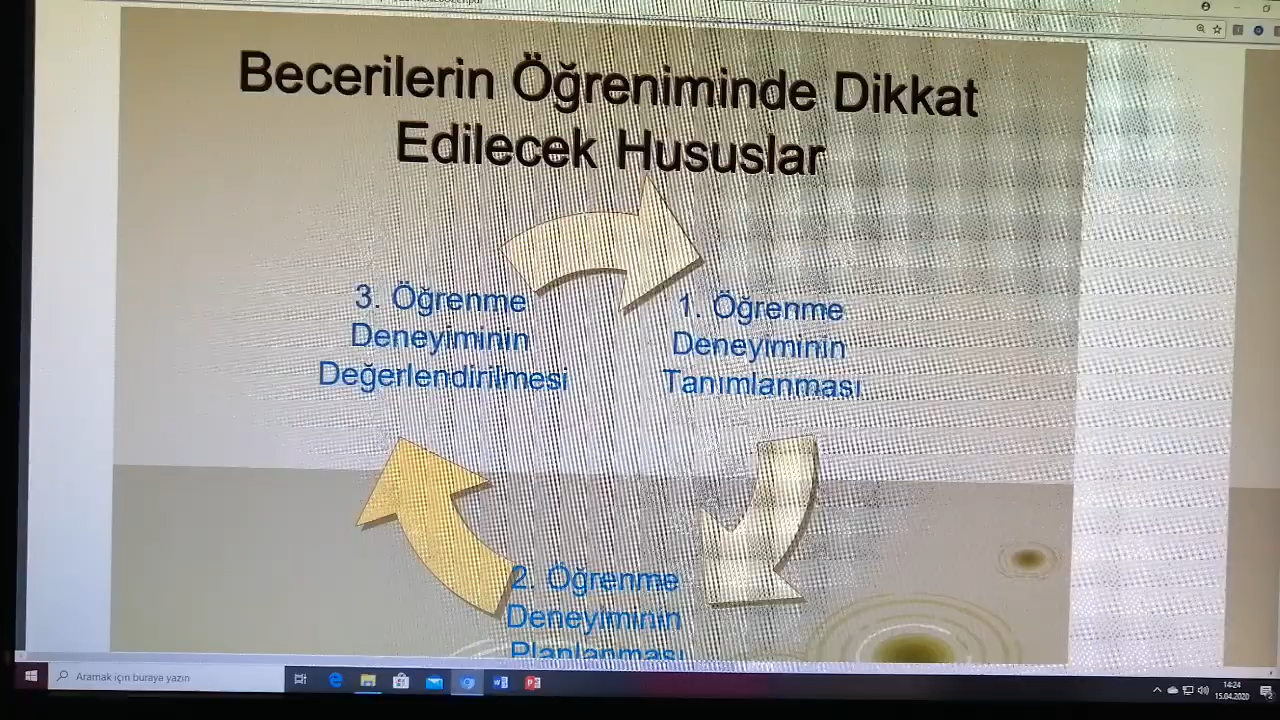 Becerilerin Öğreniminde Dikkat
Edilecek Hususlar
3. Öğrenme
Deneyiminin
Değerlendirilmesi
1. Öğrenme
Deneyiminin
Tanımlanması
2. Öğrenme
Deneyiminin
Planlanması
Aramak için buraya yazın
14:24
15.04.2020